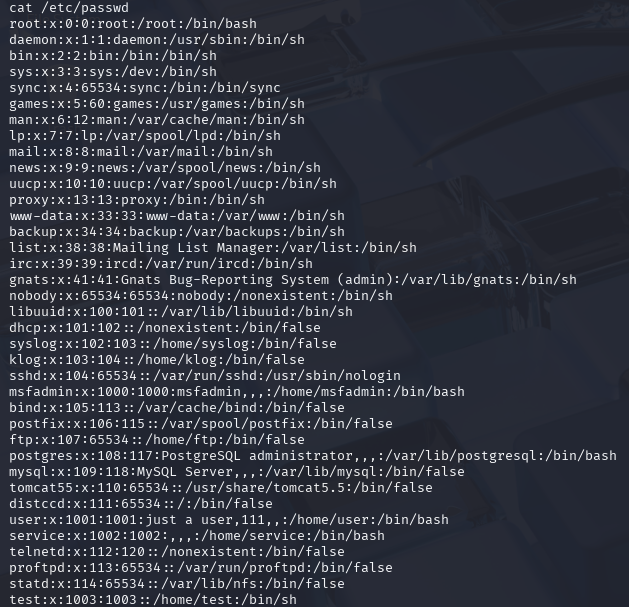 cat /etc/passwd
root:x:0:0:root:/root:/bin/bash
daemon:x:1:1:daemon:/usr/sbin:/bin/sh
bin:x:2:2:bin:/bin:/bin/sh
sys:x:3:3:sys:/dev:/bin/sh
sync:x:4:65534:sync:/bin:/bin/sync
games:x:5:60:games:/usr/games:/bin/sh
man:x:6:12:man:/var/cache/man:/bin/sh
lp:x:7:7:lp:/var/spool/lpd:/bin/sh
mail:x:8:8:mail:/var/mail:/bin/sh
news:x:9:9:news:/var/spool/news:/bin/sh
uucp:x:10:10:uucp:/var/spool/uucp:/bin/sh
proxy:x:13:13:proxy:/bin:/bin/sh
www-data:x:33:33:www-data:/var/www:/bin/sh
backup:x:34:34:backup:/var/backups:/bin/sh
list:x:38:38:Mailing List Manager:/var/list:/bin/sh
irc:x:39:39:ircd:/var/run/ircd:/bin/sh
gnats:x:41:41:Gnats Bug-Reporting System (admin):/var/lib/gnats:/bin/sh
nobody:x:65534:65534:nobody:/nonexistent:/bin/sh
libuuid:x:100:101::/var/lib/libuuid:/bin/sh
dhcp:x:101:102::/nonexistent:/bin/false
syslog:x:102:103::/home/syslog:/bin/false
klog:x:103:104::/home/klog:/bin/false
sshd:x:104:65534::/var/run/sshd:/usr/sbin/nologin
msfadmin:x:1000:1000:msfadmin,,,:/home/msfadmin:/bin/bash
bind:x:105:113::/var/cache/bind:/bin/false
postfix:x:106:115::/var/spool/postfix:/bin/false
ftp:x:107:65534::/home/ftp:/bin/false
postgres:x:108:117:PostgreSQL administrator,,,:/var/lib/postgresql:/bin/bash
mysql:x:109:118:MySQL Server,,,:/var/lib/mysql:/bin/false
tomcat55:x:110:65534::/usr/share/tomcat5.5:/bin/false
distccd:x:111:65534::/:/bin/false
user:x:1001:1001:just a user,111,,:/home/user:/bin/bash
service:x:1002:1002:,,,:/home/service:/bin/bash
telnetd:x:112:120::/nonexistent:/bin/false
proftpd:x:113:65534::/var/run/proftpd:/bin/false
statd:x:114:65534::/var/lib/nfs:/bin/false
test:x:1003:1003::/home/test:/bin/sh